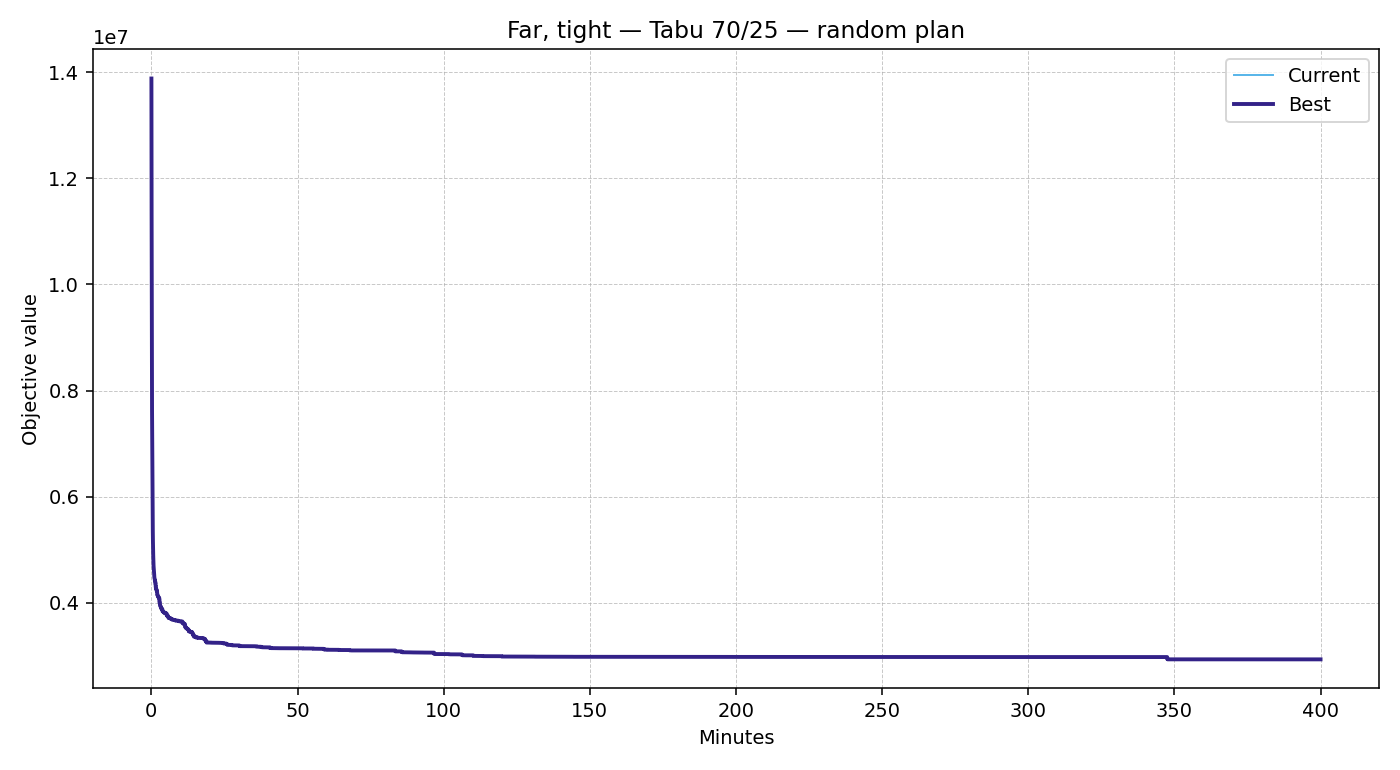 Far, tight — Tabu 70/25 — random plan
1e7
1.4
1.2
1.0
0.8
0.6
0.4
Objective value
Current
Best
0 50 100 150 200 250 300 350 400
Minutes